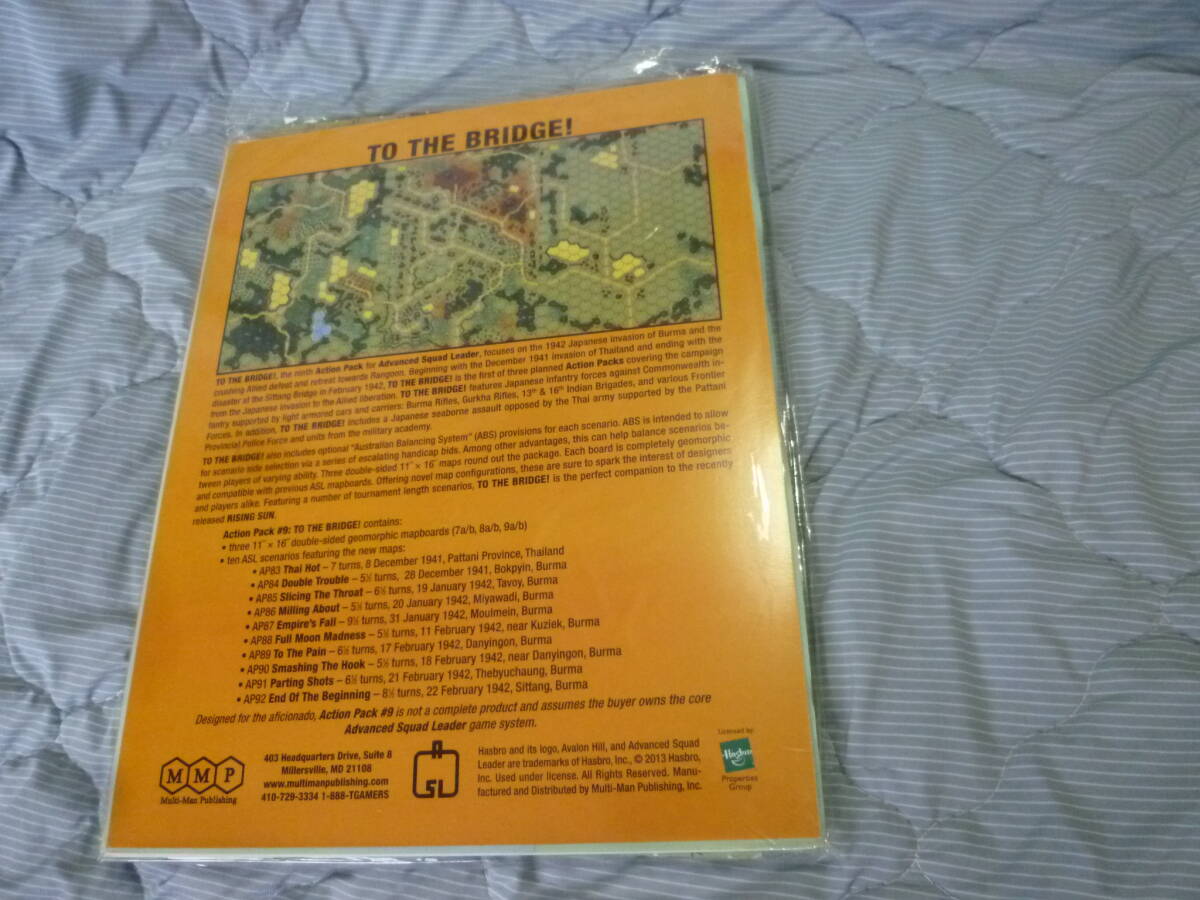 TO THE BRIDGE!
TO THE BRIDGE!, the ninth Action Pack for Advanced Squad Leader, focuses on the 1942 Japanese invasion of Burma and the
crushing Allied defeat and retreat towards Rangoon. Beginning with the December 1941 invasion of Thailand and ending with the
disaster at the Sittang Bridge in February 1942, TO THE BRIDGE! is the first of three planned Action Packs covering the campaign
from the Japanese invasion to the Allied liberation. TO THE BRIDGE! features Japanese infantry forces against Commonwealth in-
fantry supported by light armored cars and carriers: Burma Rifles, Gurkha Rifles, 13th & 16th Indian Brigades, and various Frontier
Forces. In addition, TO THE BRIDGE! includes a Japanese seaborne assault opposed by the Thai army supported by the Pattani
Provincial Police Force and units from the military academy.
TO THE BRIDGE! also includes optional "Australian Balancing System" (ABS) provisions for each scenario. ABS is intended to allow
for scenario side selection via a series of escalating handicap bids. Among other advantages, this can help balance scenarios be-
tween players of varying ability. Three double-sided 11" × 16" maps round out the package. Each board is completely geomorphic
and compatible with previous ASL mapboards. Offering novel map configurations, these are sure to spark the interest of designers
and players alike. Featuring a number of tournament length scenarios, TO THE BRIDGE! is the perfect companion to the recently
released RISING SUN.
Action Pack #9: TO THE BRIDGE! contains:
• three 11" × 16" double-sided geomorphic mapboards (7a/b, 8a/b, 9a/b)
• ten ASL scenarios featuring the new maps:
• AP83 Thai Hot – 7 turns, 8 December 1941, Pattani Province, Thailand
• AP84 Double Trouble – 5½ turns, 28 December 1941, Bokpyin, Burma
• AP85 Slicing The Throat – 6½ turns, 19 January 1942, Tavoy, Burma
• AP86 Milling About – 5½ turns, 20 January 1942, Miyawadi, Burma
• AP87 Empire's Fall – 9½ turns, 31 January 1942, Moulmein, Burma
• AP88 Full Moon Madness – 5½ turns, 11 February 1942, near Kuziek, Burma
• AP89 To The Pain – 6½ turns, 17 February 1942, Danyingon, Burma
• AP90 Smashing The Hook – 5½ turns, 18 February 1942, near Danyingon, Burma
• AP91 Parting Shots – 6½ turns, 21 February 1942, Thebyuchaung, Burma
• AP92 End Of The Beginning – 8½ turns, 22 February 1942, Sittang, Burma
Designed for the aficionado, Action Pack #9 is not a complete product and assumes the buyer owns the core
Advanced Squad Leader game system.
MMP
Multi-Man Publishing
403 Headquarters Drive, Suite 8
Millersville, MD 21108
www.multimanpublishing.com
410-729-3334 1-888-TGAMERS
ASL
Hasbro and its logo, Avalon Hill, and Advanced Squad
Leader are trademarks of Hasbro, Inc., © 2013 Hasbro,
Inc. Used under license. All Rights Reserved. Manu-
factured and Distributed by Multi-Man Publishing, Inc.
Licensed by
Hasbro
Properties
Group